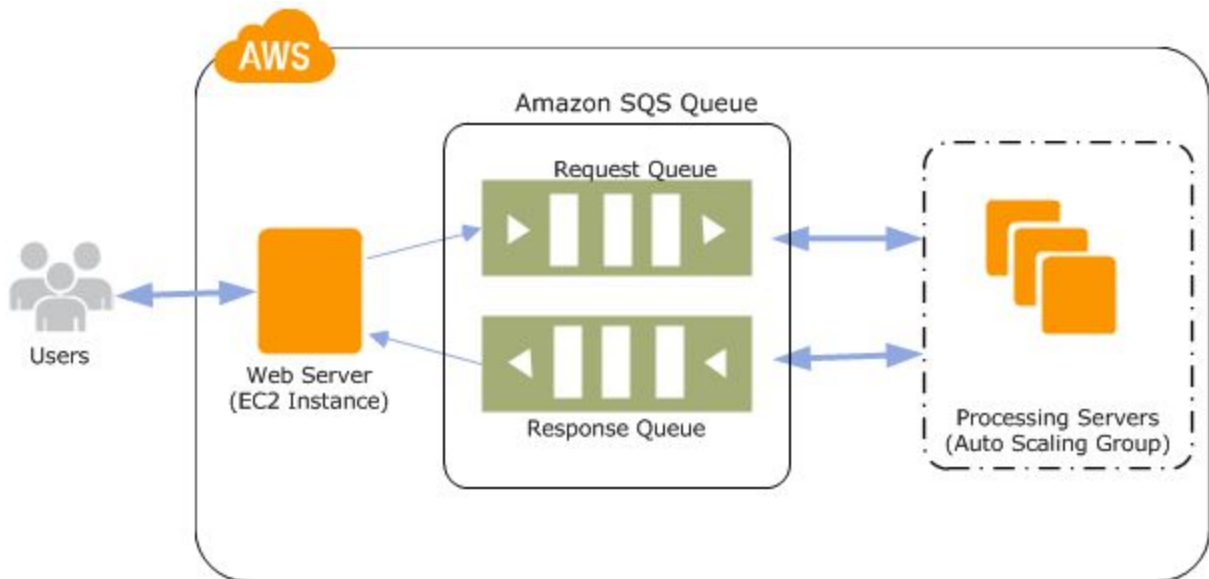 AWS
Amazon SQS Queue
Request Queue
Users
Web Server
(EC2 Instance)
Response Queue
Processing Servers
(Auto Scaling Group)